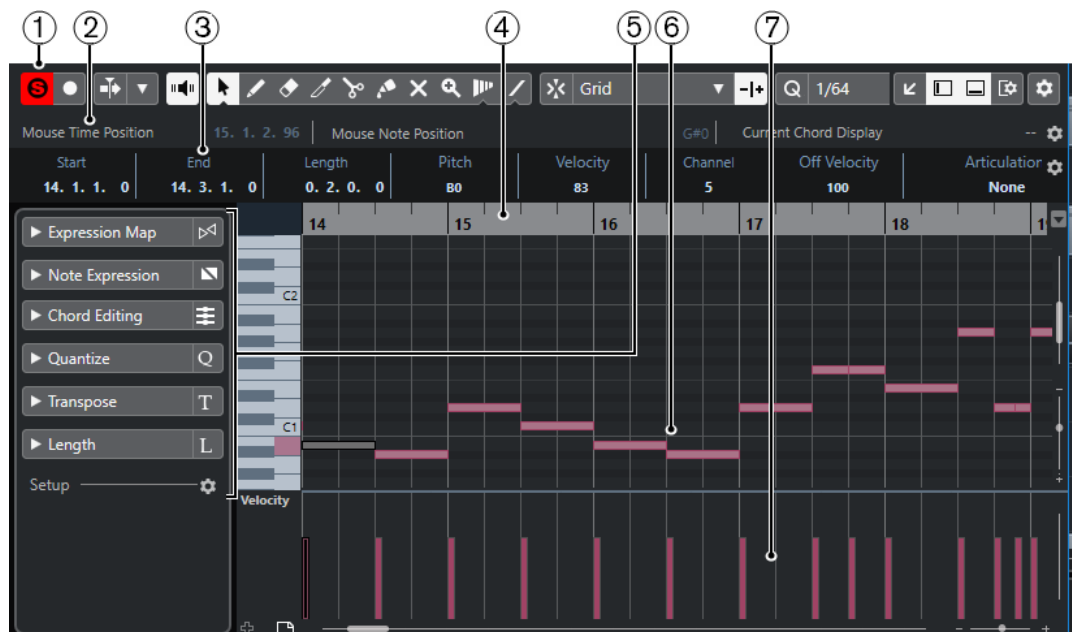 ① ② ③ ④ ⑤ ⑥ ⑦
S Grid Q 1/64
Mouse Time Position 15. 1. 2. 96 Mouse Note Position G#0 Current Chord Display --
Start End Length Pitch Velocity Channel Off Velocity Articulation
14. 1. 1. 0 14. 3. 1. 0 0. 2. 0. 0 B0 83 5 100 None
14 15 16 17 18 19
Expression Map
Note Expression
C2
Chord Editing
Quantize Q
Transpose T
C1
Length L
Setup
Velocity